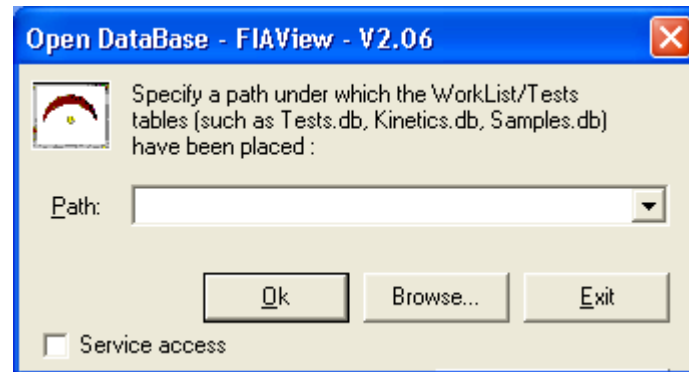 Open DataBase - FIAView - V2.06
Specify a path under which the WorkList/Tests
tables (such as Tests.db, Kinetics.db, Samples.db)
have been placed :
Path:
Ok Browse... Exit
Service access